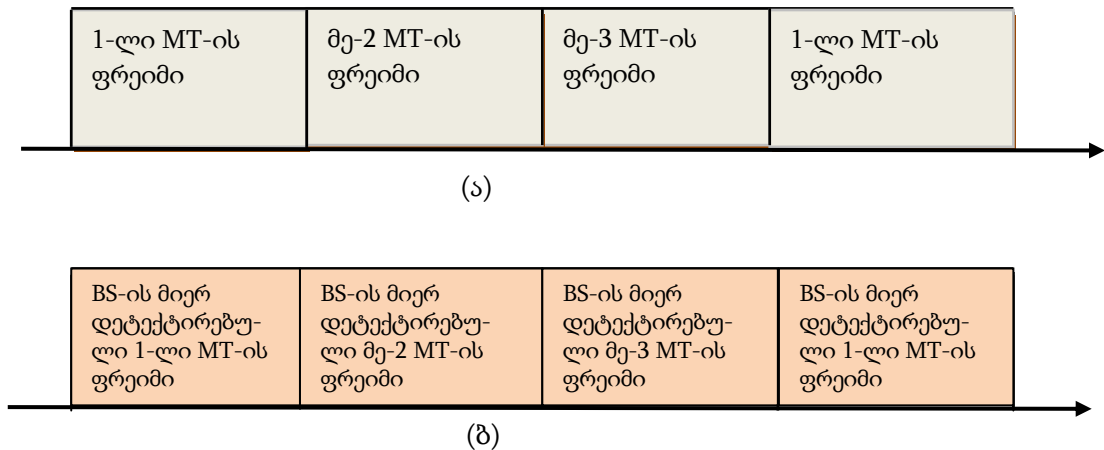 1-ლი MT-ის
ფრეიმი
მე-2 MT-ის
ფრეიმი
მე-3 MT-ის
ფრეიმი
1-ლი MT-ის
ფრეიმი
(ა)
BS-ის მიერ
დეტექტირებუ-
ლი 1-ლი MT-ის
ფრეიმი
BS-ის მიერ
დეტექტირებუ-
ლი მე-2 MT-ის
ფრეიმი
BS-ის მიერ
დეტექტირებუ-
ლი მე-3 MT-ის
ფრეიმი
BS-ის მიერ
დეტექტირებუ-
ლი 1-ლი MT-ის
ფრეიმი
(ბ)